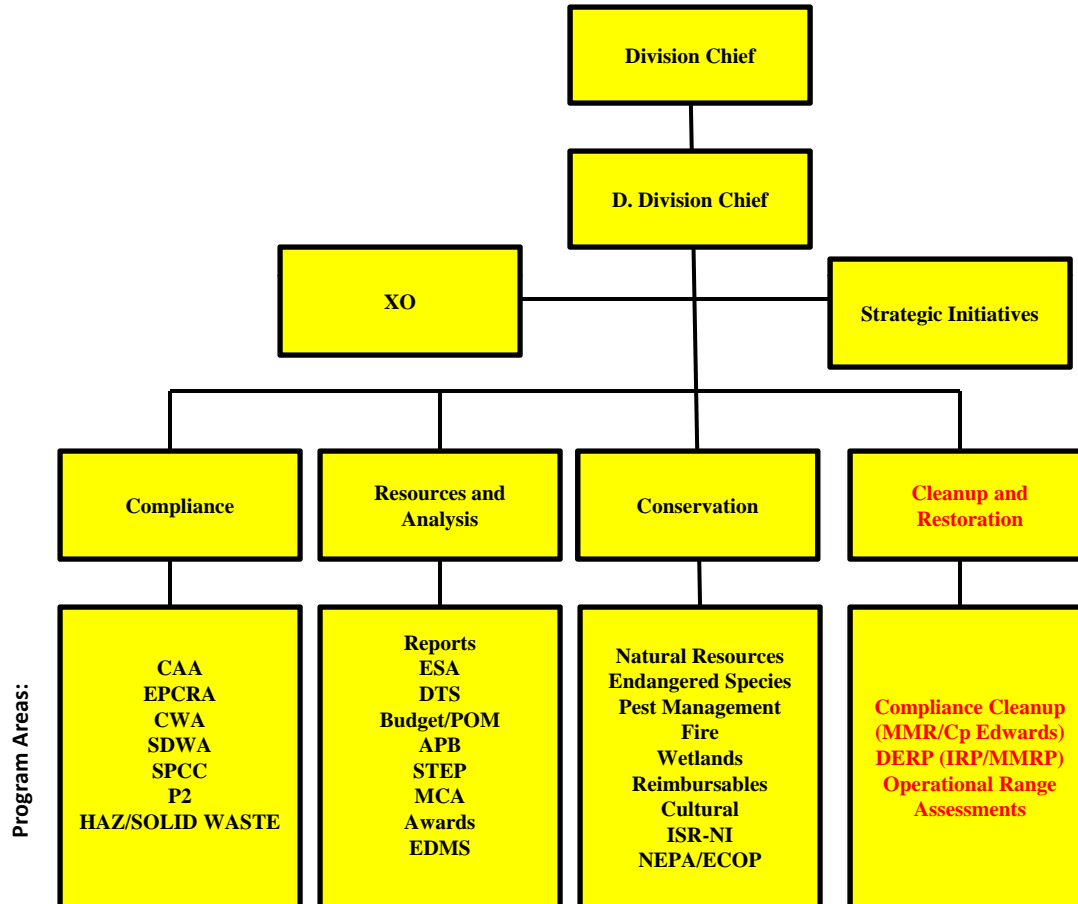 Division Chief
D. Division Chief
XO
Strategic Initiatives
Compliance
Resources and
Analysis
Conservation
Cleanup and
Restoration
Program Areas:
CAA
EPCRA
CWA
SDWA
SPCC
P2
HAZ/SOLID WASTE
Reports
ESA
DTS
Budget/POM
APB
STEP
MCA
Awards
EDMS
Natural Resources
Endangered Species
Pest Management
Fire
Wetlands
Reimbursables
Cultural
ISR-NI
NEPA/ECOP
Compliance Cleanup
(MMR/Cp Edwards)
DERP (IRP/MMRP)
Operational Range
Assessments